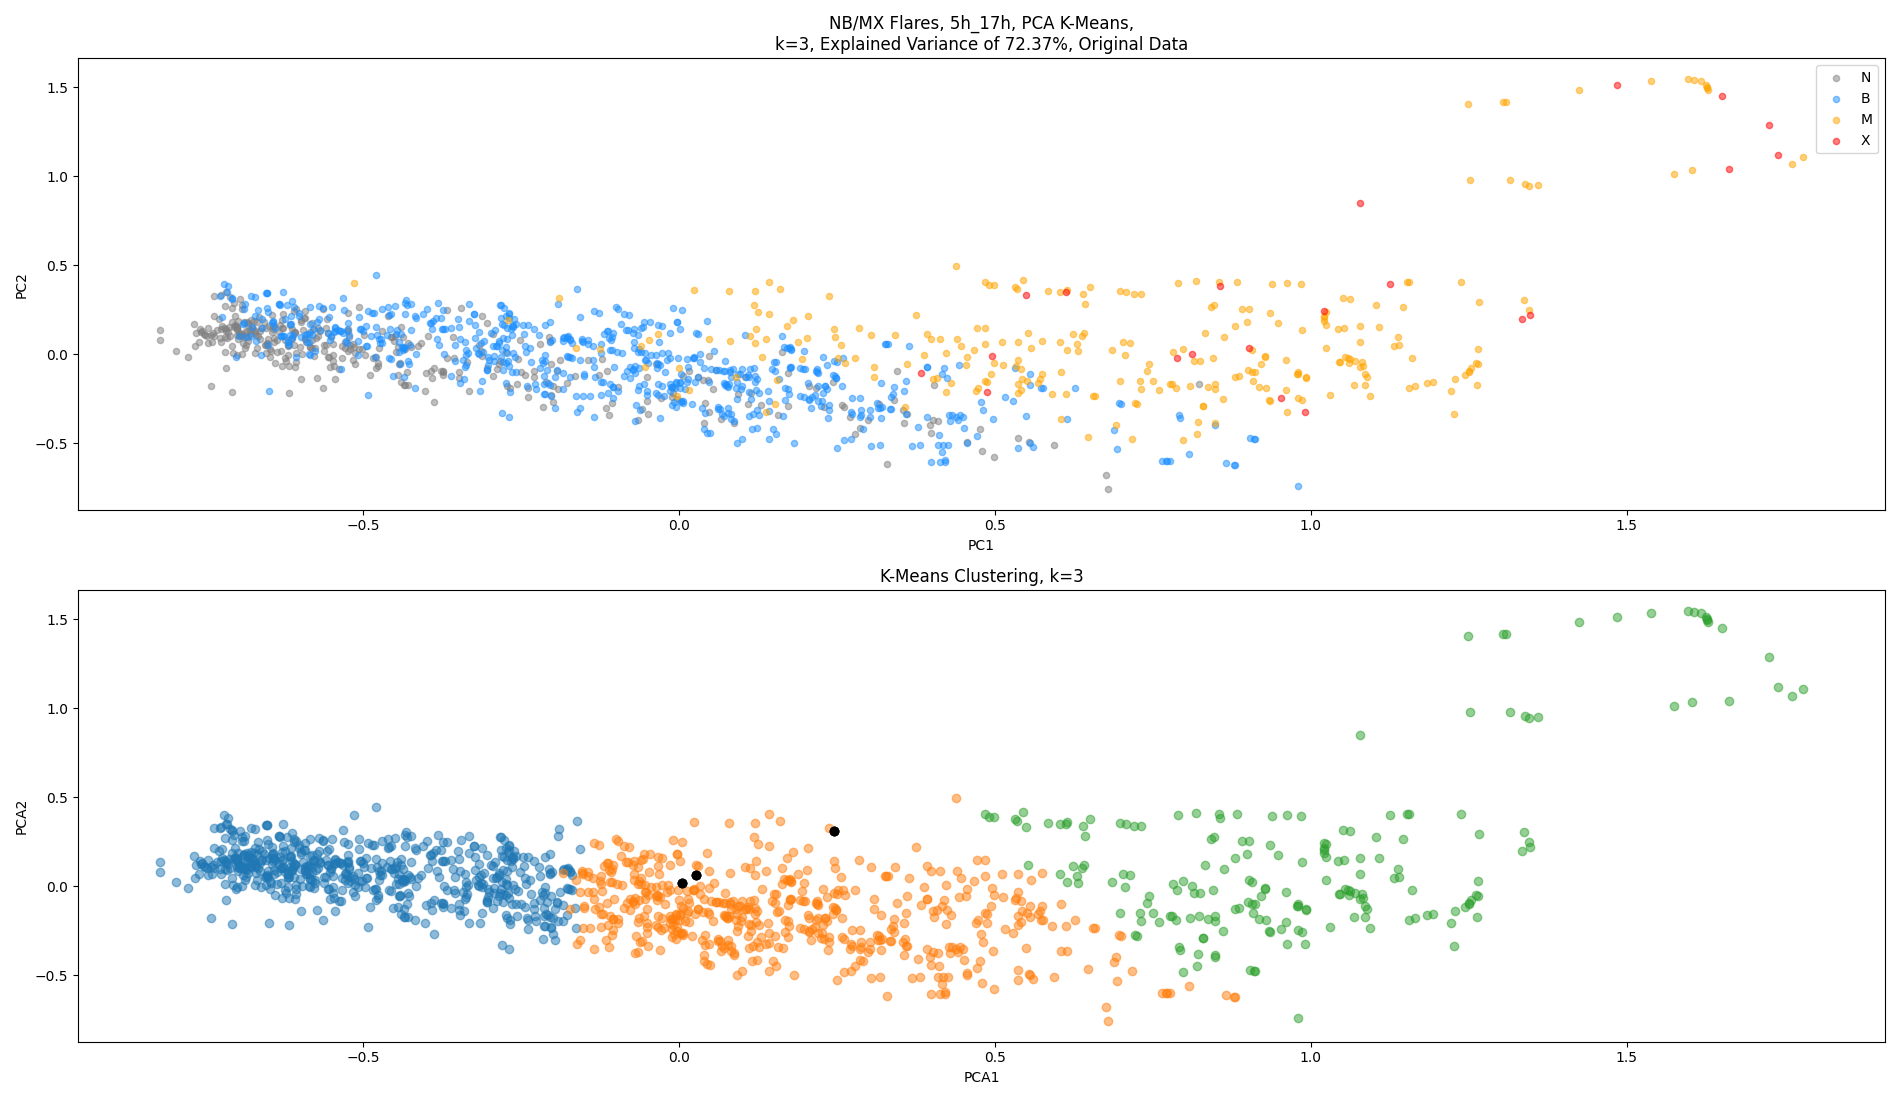 NB/MX Flares, 5h_17h, PCA K-Means,
k=3, Explained Variance of 72.37%, Original Data
1.5
1.0
0.5
0.0
−0.5
PC2
N
B
M
X
−0.5
0.0
0.5
1.0
1.5
PC1
K-Means Clustering, k=3
1.5
1.0
0.5
0.0
−0.5
PCA2
−0.5
0.0
0.5
1.0
1.5
PCA1